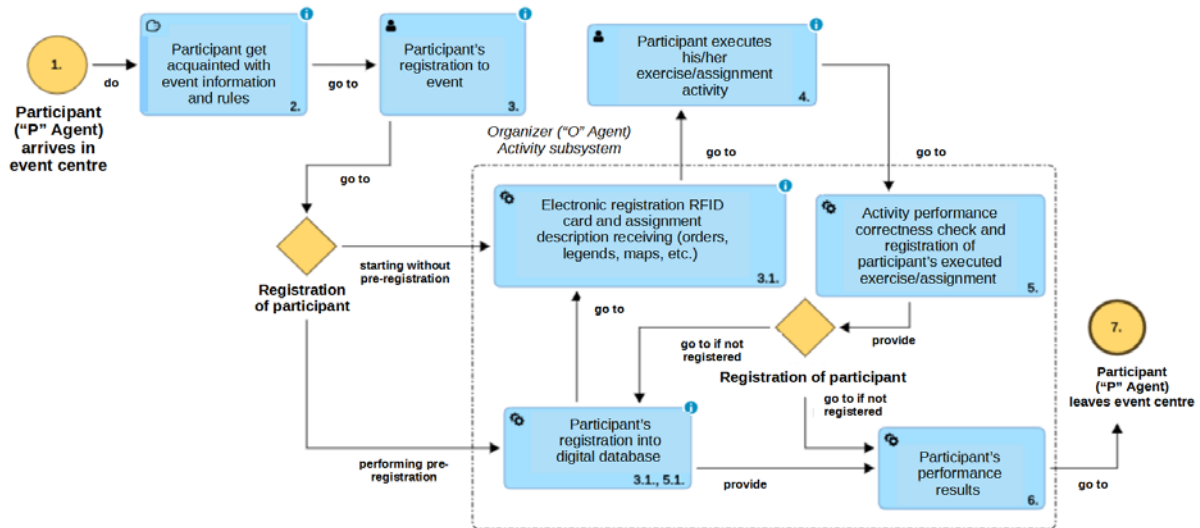 1.
Participant
("P" Agent)
arrives in
event centre
do
Participant get
acquainted with
event information
and rules
2.
go to
Participant's
registration to
event
3.
go to
Registration
of participant
starting without
pre-registration
performing pre-
registration
Organizer ("O" Agent)
Activity subsystem
Participant executes
his/her
exercise/assignment
activity
4.
go to
go to
Electronic registration RFID
card and assignment
description receiving (orders,
legends, maps, etc.)
3.1.
go to
Activity performance
correctness check and
registration of
participant's executed
exercise/assignment
5.
provide
go to if not
registered
Registration of participant
go to if not
registered
Participant's
registration into
digital database
3.1., 5.1.
provide
Participant's
performance
results
6.
go to
7.
Participant
("P" Agent)
leaves event centre